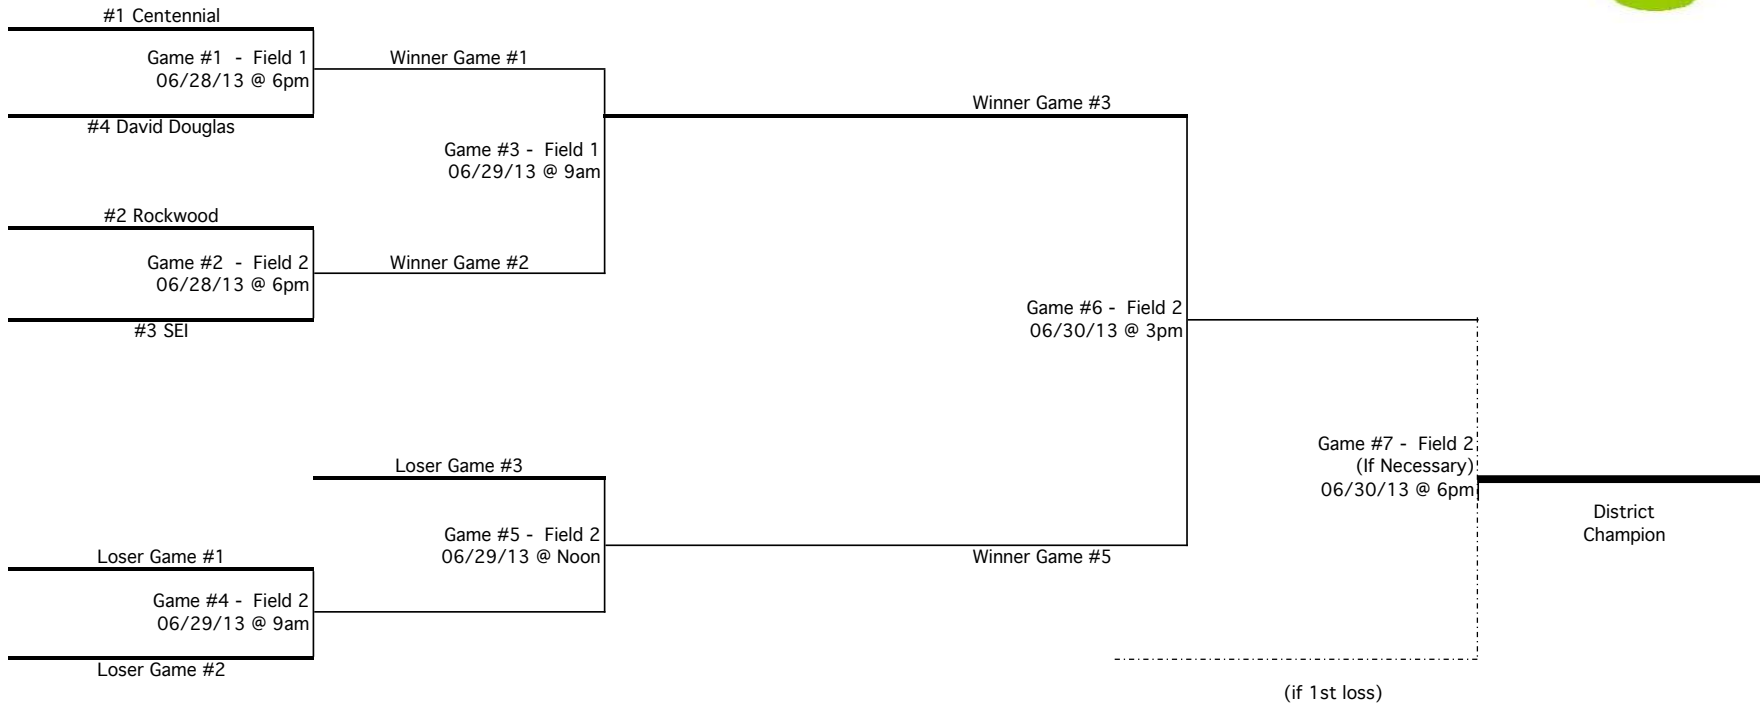 #1 Centennial
Game #1 - Field 1
06/28/13 @ 6pm
#4 David Douglas
Winner Game #1
Game #3 - Field 1
06/29/13 @ 9am
Winner Game #3
#2 Rockwood
Game #2 - Field 2
06/28/13 @ 6pm
#3 SEI
Winner Game #2
Game #6 - Field 2
06/30/13 @ 3pm
Loser Game #3
Game #5 - Field 2
06/29/13 @ Noon
Loser Game #1
Game #4 - Field 2
06/29/13 @ 9am
Loser Game #2
Winner Game #5
Game #7 - Field 2
(If Necessary)
06/30/13 @ 6pm
District
Champion
(if 1st loss)